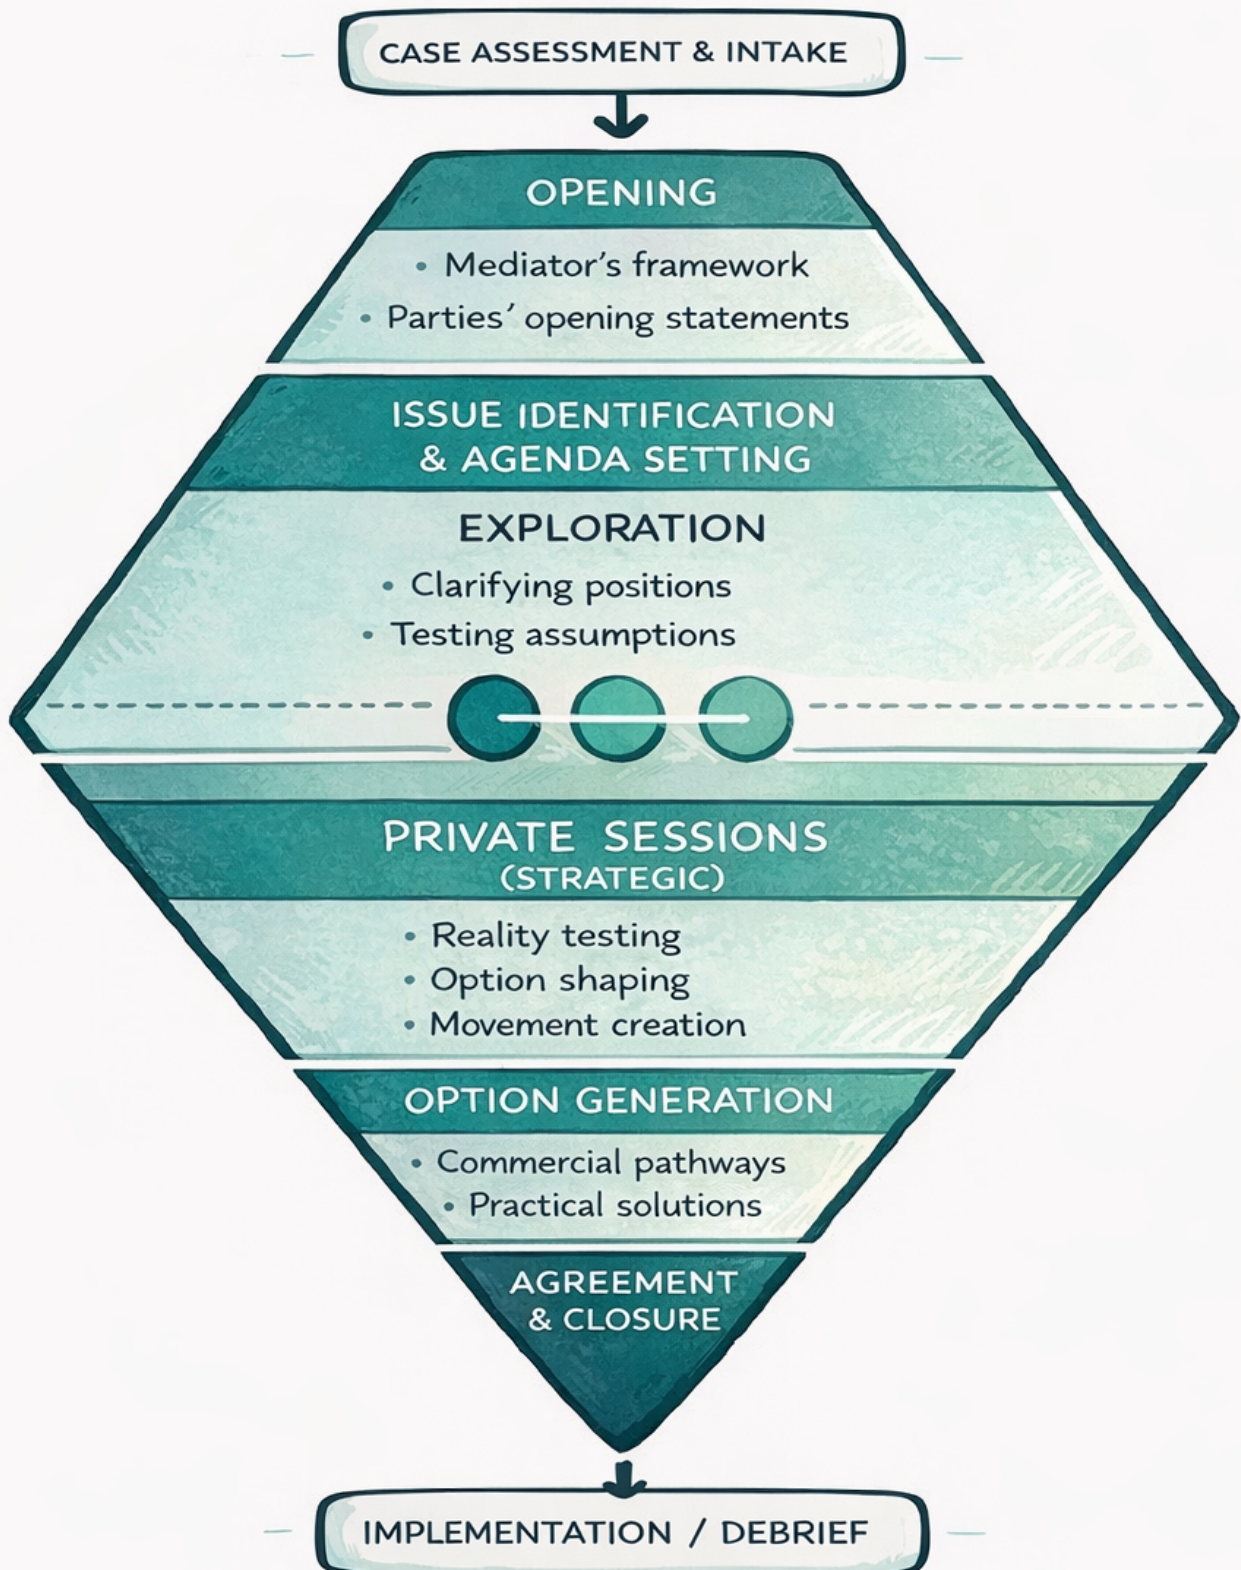 CASE ASSESSMENT & INTAKE
OPENING
• Mediator's framework
• Parties' opening statements
ISSUE IDENTIFICATION
& AGENDA SETTING
EXPLORATION
• Clarifying positions
• Testing assumptions
PRIVATE SESSIONS
(STRATEGIC)
• Reality testing
• Option shaping
• Movement creation
OPTION GENERATION
• Commercial pathways
• Practical solutions
AGREEMENT
& CLOSURE
IMPLEMENTATION / DEBRIEF